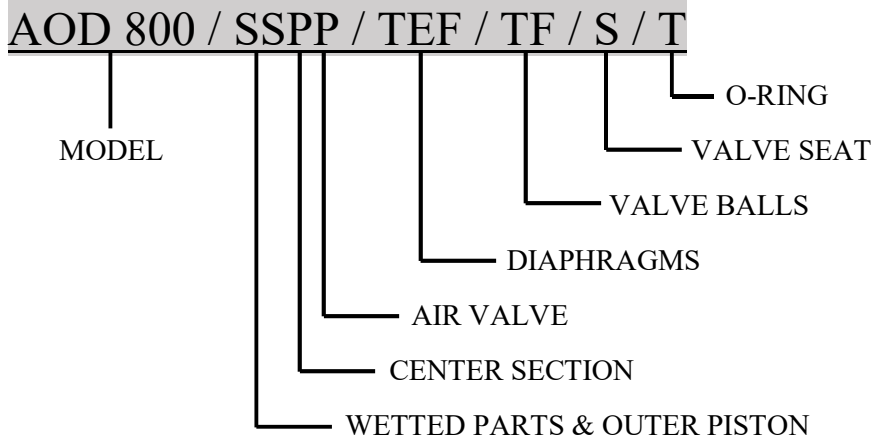 AOD 800 / SSPP / TEF / TF / S / T
O-RING
MODEL
VALVE SEAT
VALVE BALLS
DIAPHRAGMS
AIR VALVE
CENTER SECTION
WETTED PARTS & OUTER PISTON